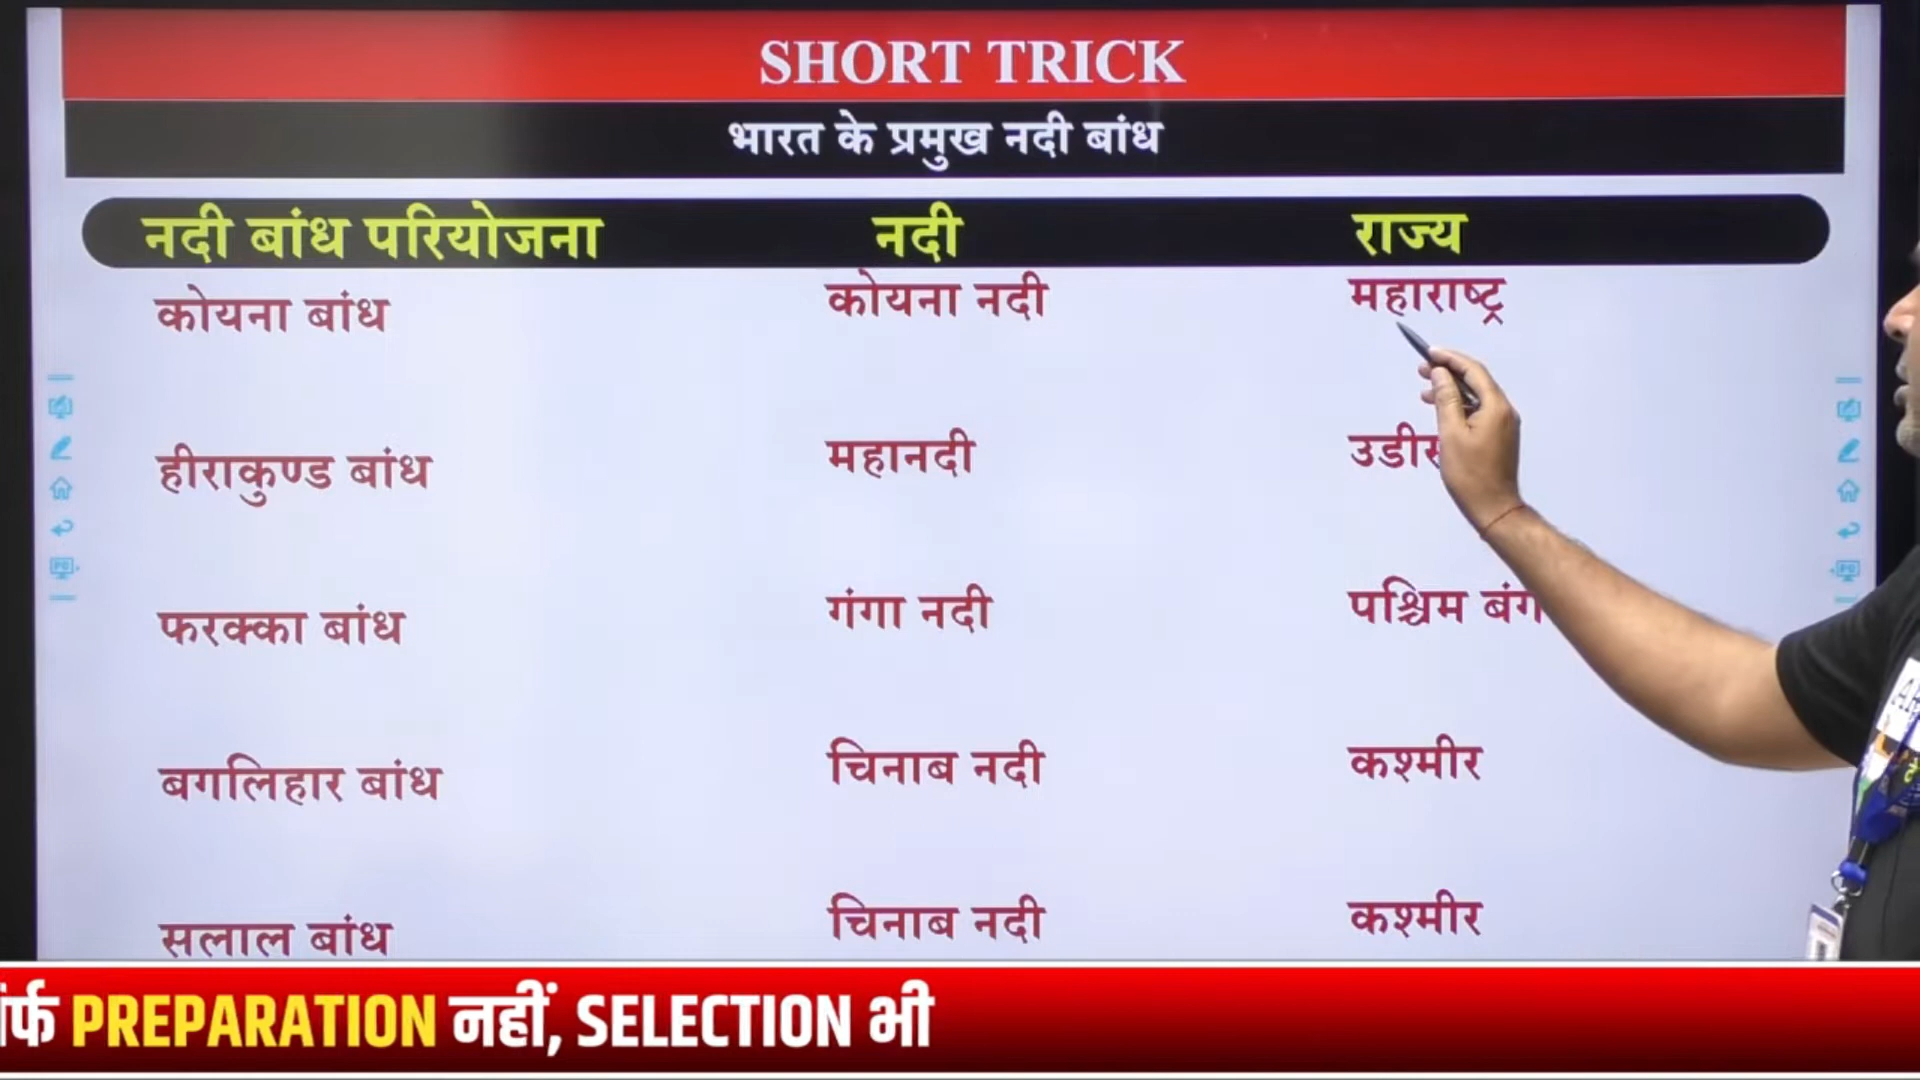 SHORT TRICK
भारत के प्रमुख नदी बांध
नदी बांध परियोजना नदी राज्य
कोयना बांध कोयना नदी महाराष्ट्र
हीराकुण्ड बांध महानदी
फरक्का बांध गंगा नदी पश्चिम
बगलिहार बांध चिनाब नदी कश्मीर
सलाल बांध चिनाब नदी कश्मीर
PREPARATION नहीं, SELECTION भी